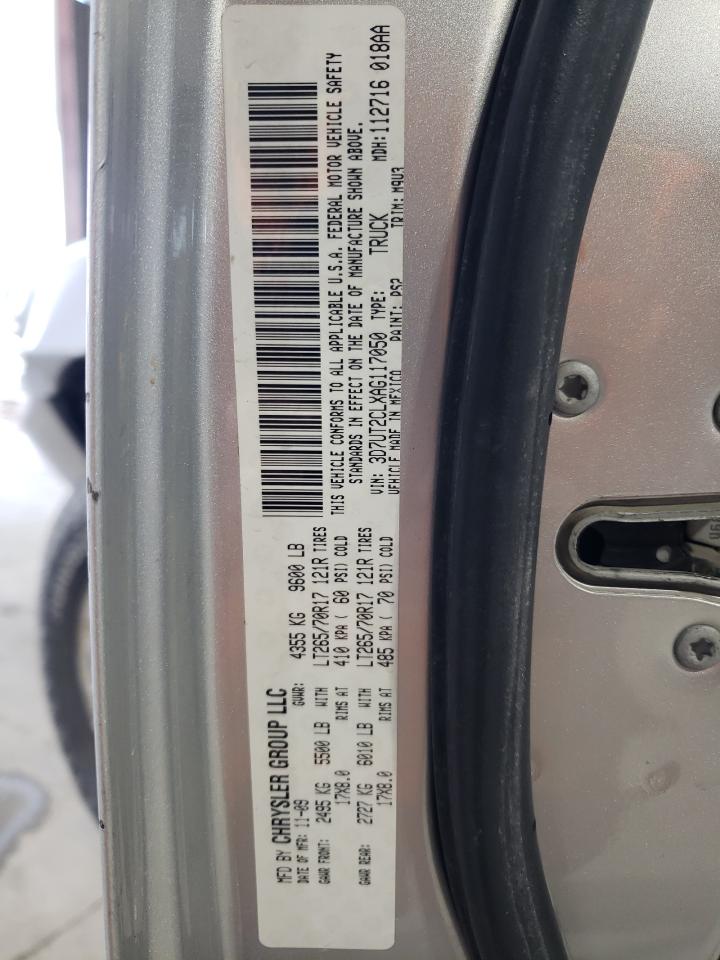 MFD BY CHRYSLER GROUP LLC
DATE OF MFR: 11-09 GVWR: 4355 KG 9600 LB
GAWR FRONT: 2495 KG 5500 LB WITH LT265/70R17 121R TIRES
17X8.0 RIMS AT 410 KPA ( 60 PSI) COLD
GAWR REAR: 2727 KG 6010 LB WITH LT265/70R17 121R TIRES
17X8.0 RIMS AT 485 KPA ( 70 PSI) COLD
THIS VEHICLE CONFORMS TO ALL APPLICABLE U.S.A. FEDERAL MOTOR VEHICLE SAFETY
STANDARDS IN EFFECT ON THE DATE OF MANUFACTURE SHOWN ABOVE.
VIN: 3D7UT2CLXAG117050 TYPE: TRUCK MDH:112716 018AA
VEHICLE MADE IN MEXICO PAINT: PS2 TRIM: M9U3